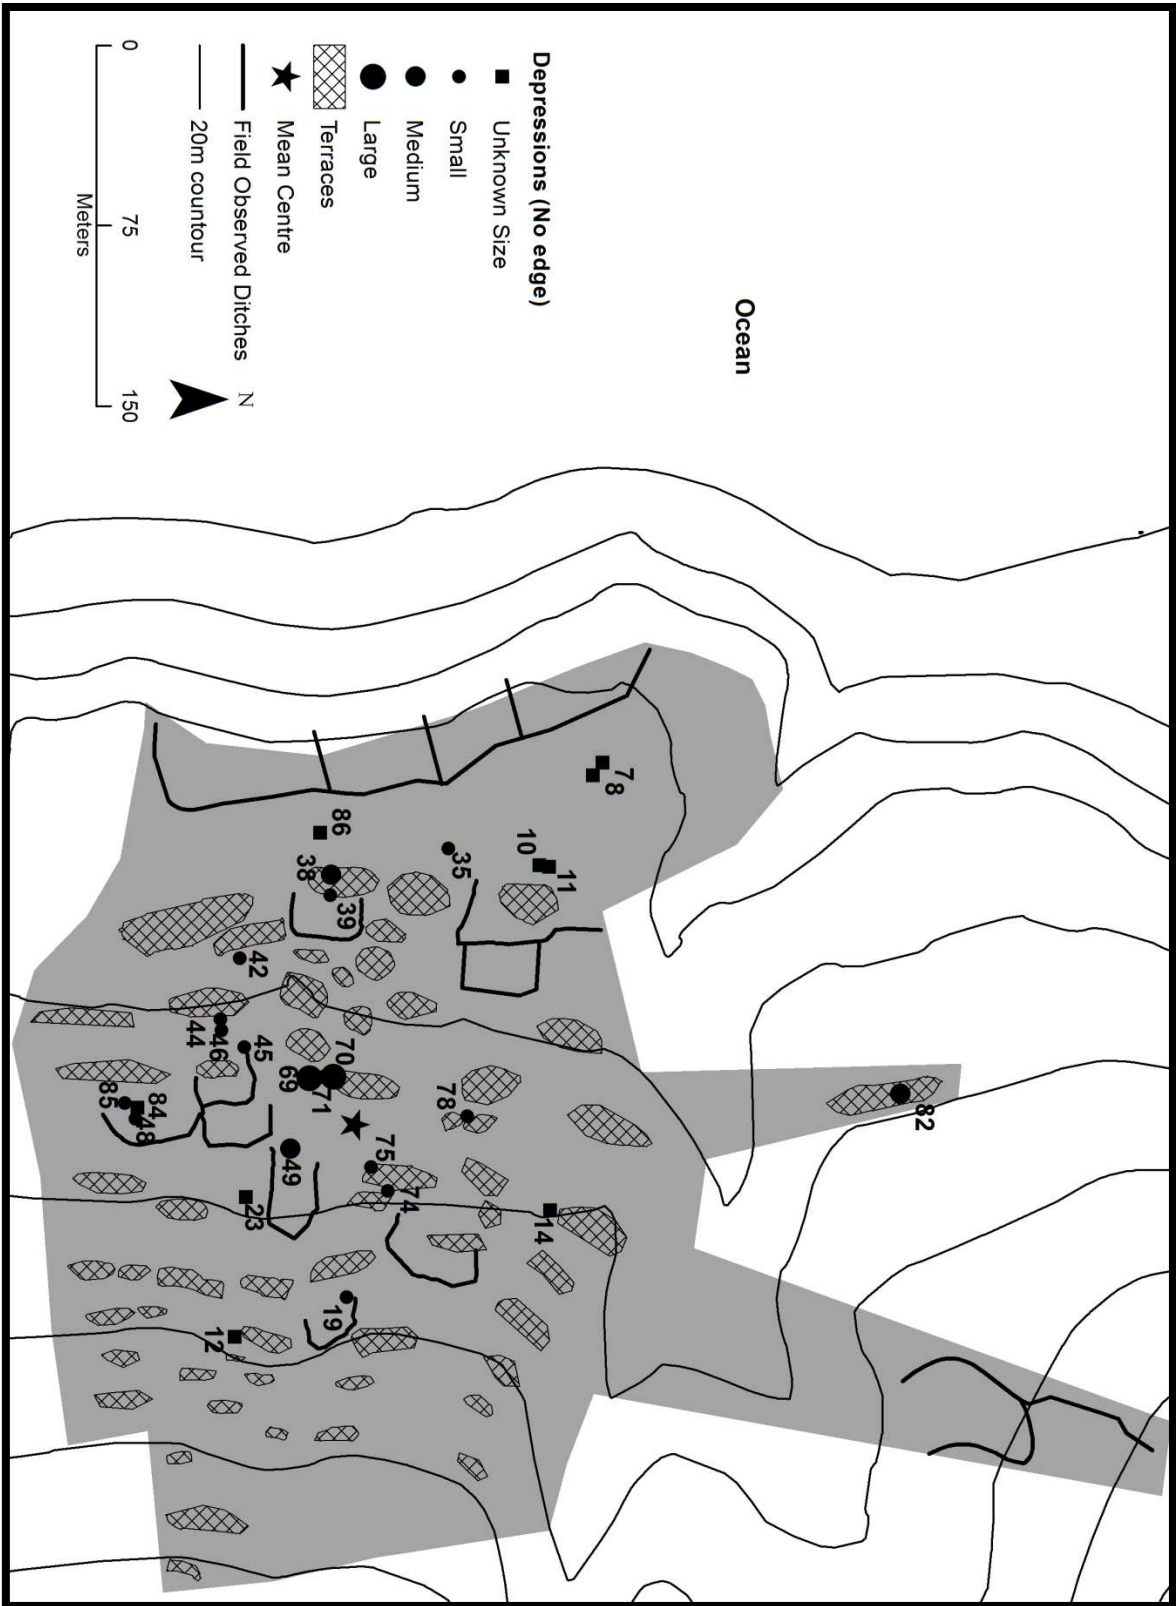 Ocean
Depressions (No edge)
Unknown Size
Small
Medium
Large
Terraces
Mean Centre
Field Observed Ditches
20m countour
N
0
75
150
Meters
82
7
8
11
10
14
35
78
74
75
86
38
39
70
71
69
19
49
42
45
46
44
23
12
84
48
85